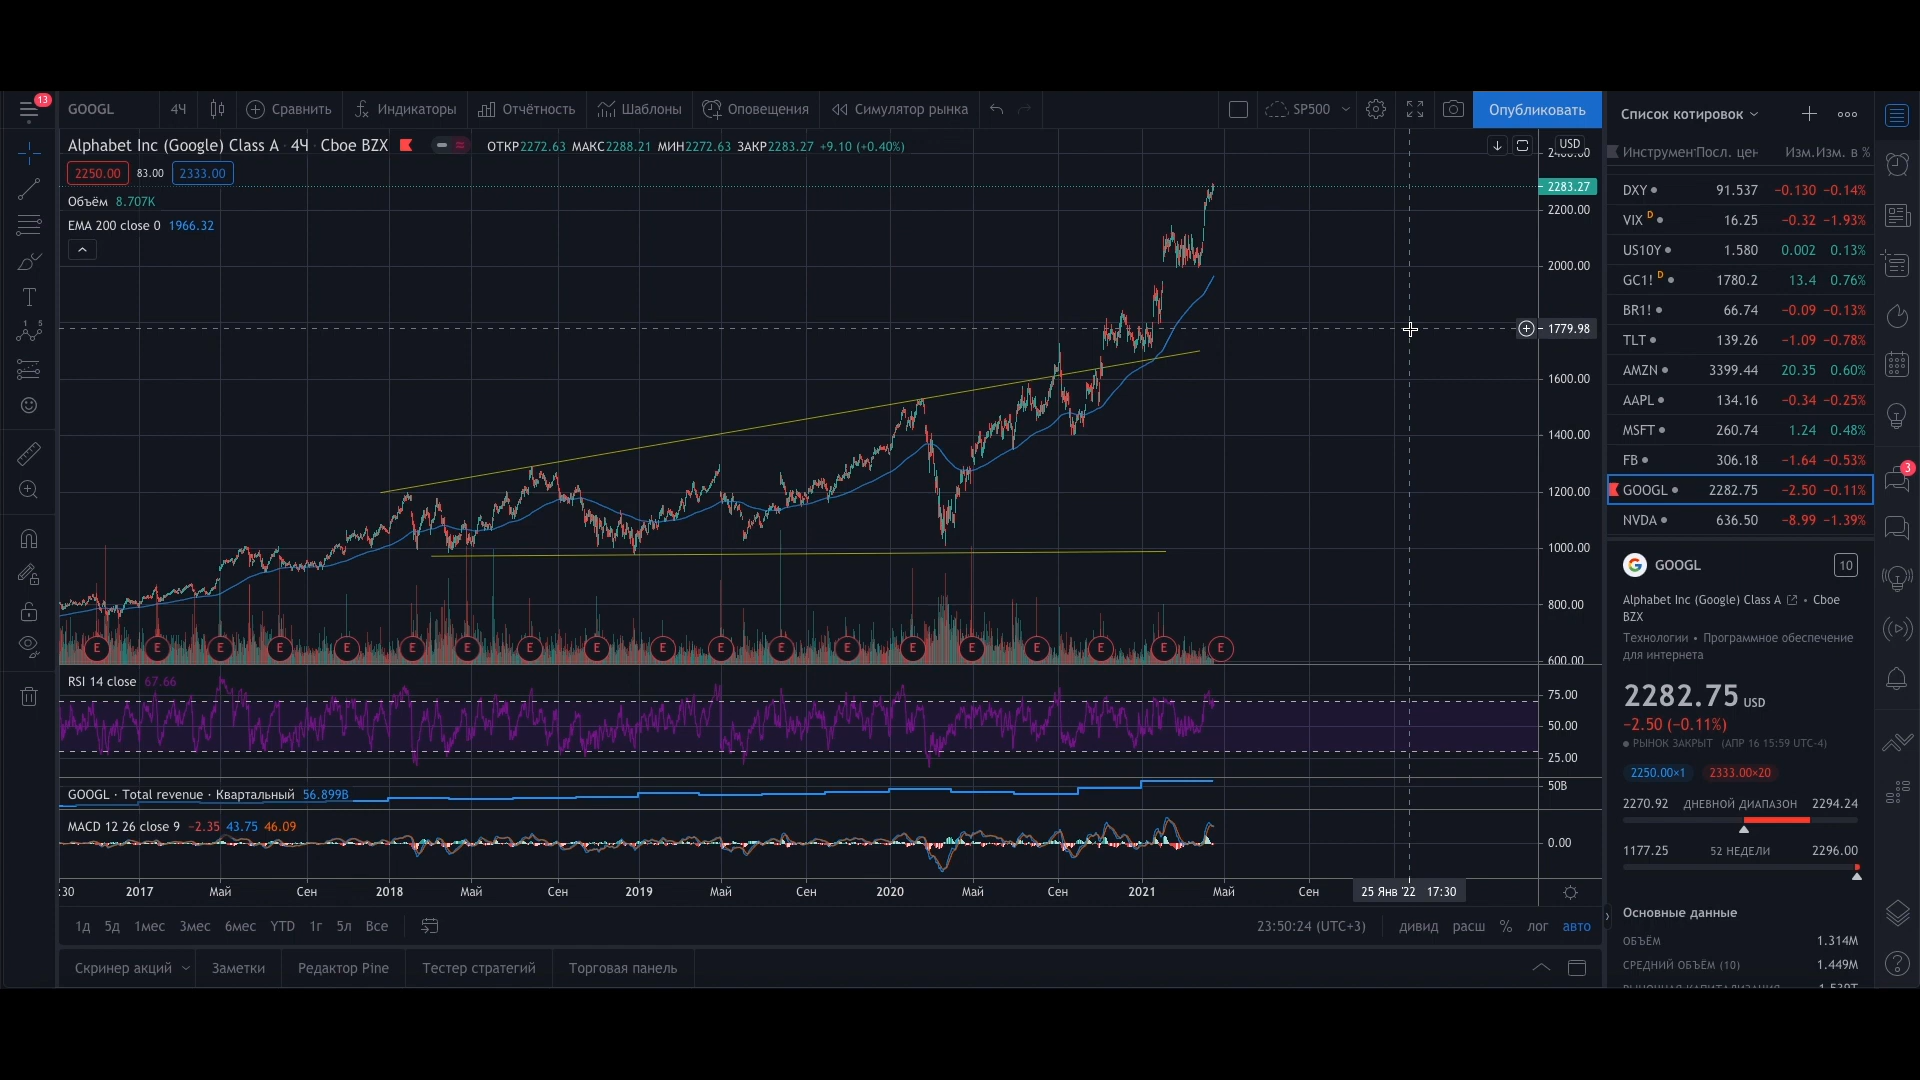 13
GOOGL 4Ч Сравнить Индикаторы Отчётность Шаблоны Оповещения Симулятор рынка SP500 Опубликовать
Alphabet Inc (Google) Class A · 4Ч · Cboe BZX ОТКР2272.63 МАКС2288.21 МИН2272.63 ЗАКР2283.27 +9.10 (+0.40%)
2250.00 83.00 2333.00
Объём 8.707K
EMA 200 close 0 1966.32
USD
2400.00
2283.27
2200.00
2000.00
1779.98
1600.00
1400.00
1200.00
1000.00
800.00
600.00
E E E E E E E E E E E E E E E E E E E
RSI 14 close 67.66
75.00
50.00
25.00
GOOGL · Total revenue · Квартальный 56.899B
50B
MACD 12 26 close 9 −2.35 43.75 46.09
0.00
:30 2017 Май Сен 2018 Май Сен 2019 Май Сен 2020 Май Сен 2021 Май Сен 25 Янв '22 17:30
1д 5д 1мес 3мес 6мес YTD 1г 5л Все 23:50:24 (UTC+3) дивид расш % лог авто
Скринер акций Заметки Редактор Pine Тестер стратегий Торговая панель
Список котировок
Инструмент Посл. цен Изм. Изм. в %
DXY 91.537 −0.130 −0.14%
VIX D 16.25 −0.32 −1.93%
US10Y 1.580 0.002 0.13%
GC1! D 1780.2 13.4 0.76%
BR1! 66.74 −0.09 −0.13%
TLT 139.26 −1.09 −0.78%
AMZN 3399.44 20.35 0.60%
AAPL 134.16 −0.34 −0.25%
MSFT 260.74 1.24 0.48%
FB 306.18 −1.64 −0.53%
GOOGL 2282.75 −2.50 −0.11%
NVDA 636.50 −8.99 −1.39%
3
GOOGL 10
Alphabet Inc (Google) Class A • Cboe
BZX
Технологии • Программное обеспечение
для интернета
2282.75 USD
−2.50 (−0.11%)
РЫНОК ЗАКРЫТ (АПР 16 15:59 UTC-4)
2250.00×1 2333.00×20
2270.92 ДНЕВНОЙ ДИАПАЗОН 2294.24
1177.25 52 НЕДЕЛИ 2296.00
Основные данные
ОБЪЁМ 1.314M
СРЕДНИЙ ОБЪЁМ (10) 1.449M